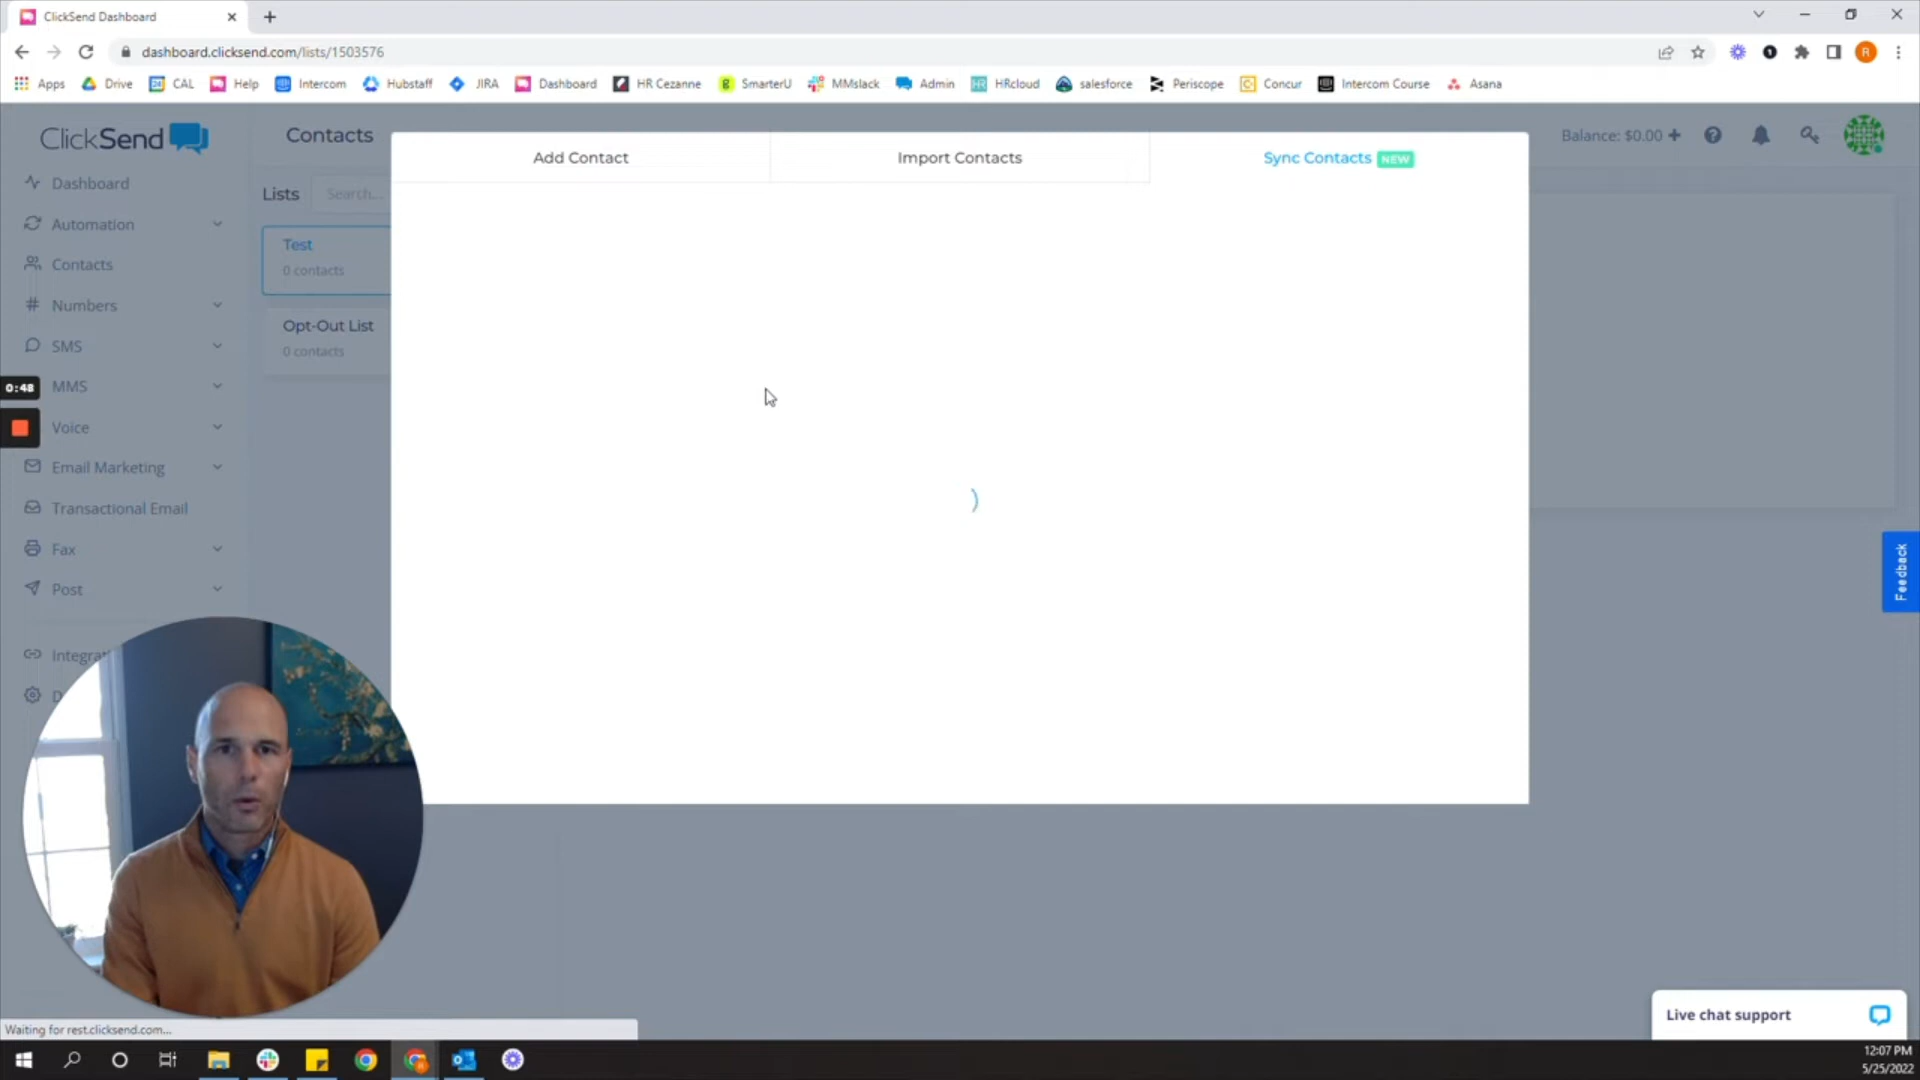 ClickSend Dashboard
dashboard.clicksend.com/lists/1503576
Apps Drive CAL Help Intercom Hubstaff JIRA Dashboard HR Cezanne SmarterU MMslack Admin HRcloud salesforce Periscope Concur Intercom Course Asana
ClickSend
Contacts
Add Contact
Import Contacts
Sync Contacts NEW
Balance: $0.00
Dashboard
Lists
Search...
Automation
Test
0 contacts
Contacts
Numbers
Opt-Out List
0 contacts
SMS
0:48
MMS
Voice
Email Marketing
Transactional Email
Fax
Feedback
Post
Integrat
Live chat support
Waiting for rest.clicksend.com...
12:07 PM
5/25/2022